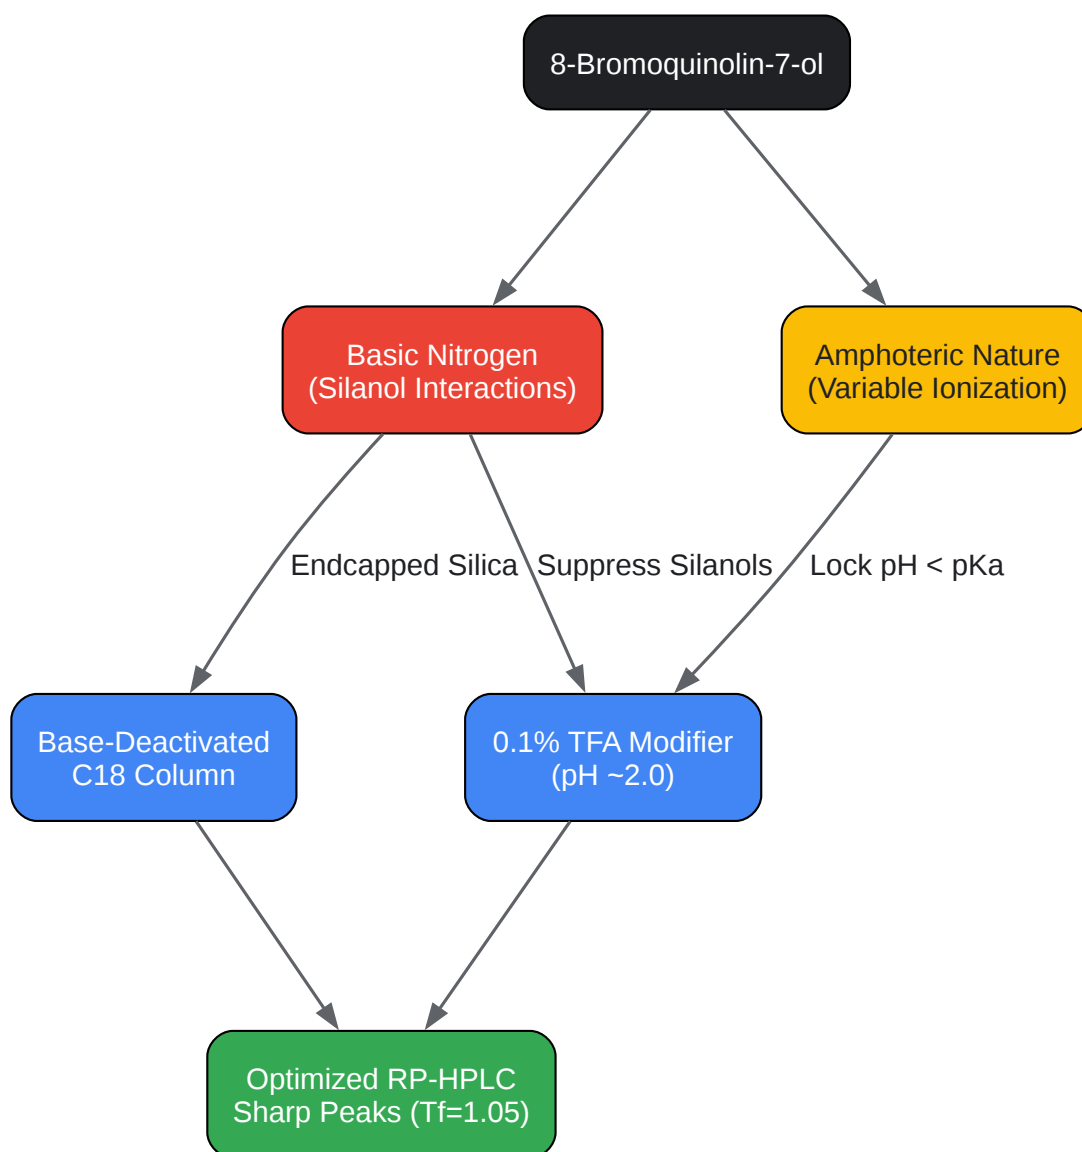 8-Bromoquinolin-7-ol
Basic Nitrogen
(Silanol Interactions)
Amphoteric Nature
(Variable Ionization)
Endcapped Silica
Suppress Silanols
Lock pH < pKa
Base-Deactivated
C18 Column
0.1% TFA Modifier
(pH ~2.0)
Optimized RP-HPLC
Sharp Peaks (Tf=1.05)